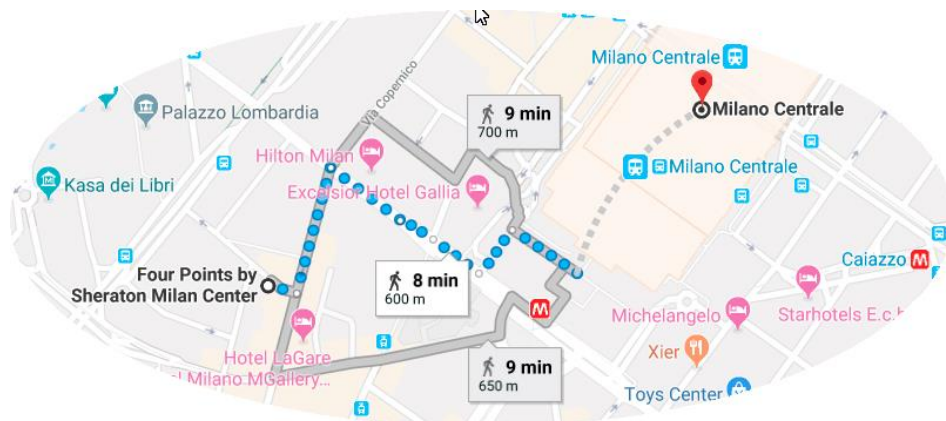 Milano Centrale
Via Copernico
Palazzo Lombardia
9 min
700 m
Milano Centrale
Hilton Milan
Milano Centrale
Kasa dei Libri
Excelsior Hotel Gallia
Caiazzo
Four Points by
Sheraton Milan Center
8 min
600 m
M
M
Michelangelo
Starhotels E.c.h
Hotel LaGare
Milano MGallery...
Xier
9 min
650 m
Toys Center